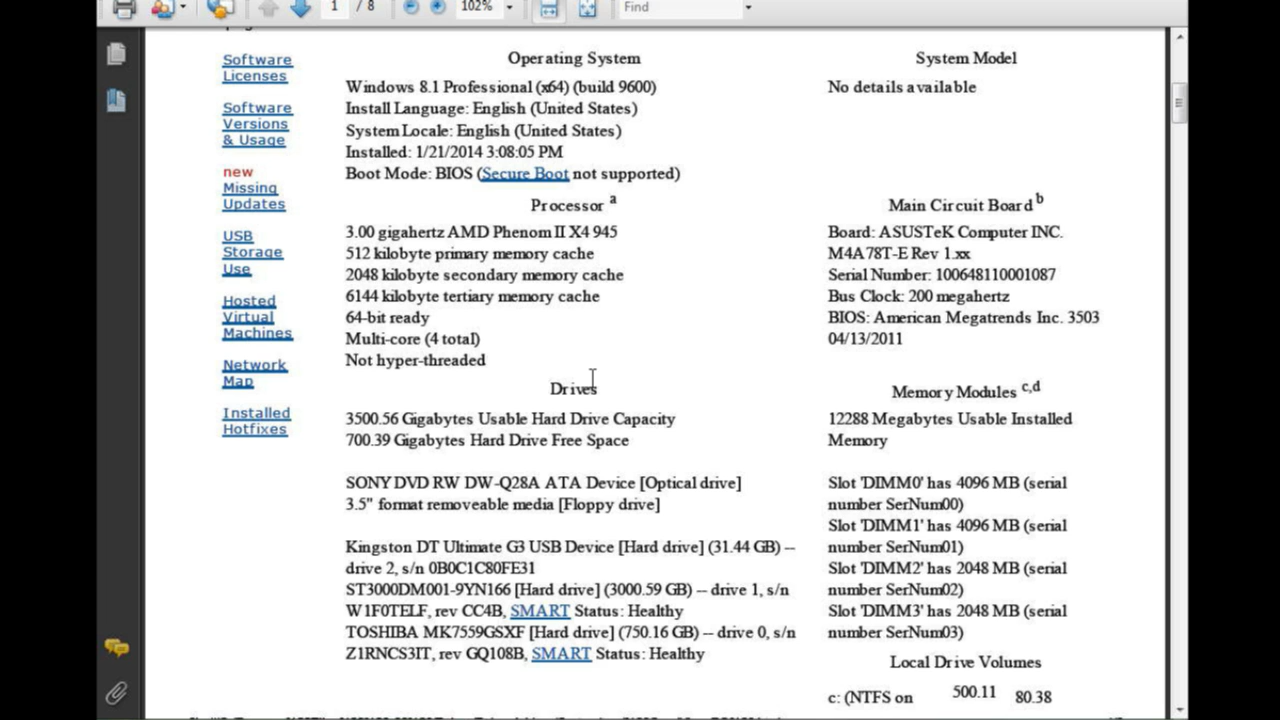 1 / 8
102%
Find
Software
Licenses
Software
Versions
& Usage
new
Missing
Updates
USB
Storage
Use
Hosted
Virtual
Machines
Network
Map
Installed
Hotfixes
Operating System
Windows 8.1 Professional (x64) (build 9600)
Install Language: English (United States)
System Locale: English (United States)
Installed: 1/21/2014 3:08:05 PM
Boot Mode: BIOS (Secure Boot not supported)
System Model
No details available
Processor a
3.00 gigahertz AMD Phenom II X4 945
512 kilobyte primary memory cache
2048 kilobyte secondary memory cache
6144 kilobyte tertiary memory cache
64-bit ready
Multi-core (4 total)
Not hyper-threaded
Main Circuit Board b
Board: ASUSTeK Computer INC.
M4A78T-E Rev 1.xx
Serial Number: 100648110001087
Bus Clock: 200 megahertz
BIOS: American Megatrends Inc. 3503
04/13/2011
Drives
3500.56 Gigabytes Usable Hard Drive Capacity
700.39 Gigabytes Hard Drive Free Space
SONY DVD RW DW-Q28A ATA Device [Optical drive]
3.5" format removeable media [Floppy drive]
Kingston DT Ultimate G3 USB Device [Hard drive] (31.44 GB) --
drive 2, s/n 0B0C1C80FE31
ST3000DM001-9YN166 [Hard drive] (3000.59 GB) -- drive 1, s/n
W1F0TELF, rev CC4B, SMART Status: Healthy
TOSHIBA MK7559GSXF [Hard drive] (750.16 GB) -- drive 0, s/n
Z1RNCS3IT, rev GQ108B, SMART Status: Healthy
Memory Modules c,d
12288 Megabytes Usable Installed
Memory
Slot 'DIMM0' has 4096 MB (serial
number SerNum00)
Slot 'DIMM1' has 4096 MB (serial
number SerNum01)
Slot 'DIMM2' has 2048 MB (serial
number SerNum02)
Slot 'DIMM3' has 2048 MB (serial
number SerNum03)
Local Drive Volumes
c: (NTFS on 500.11 80.38